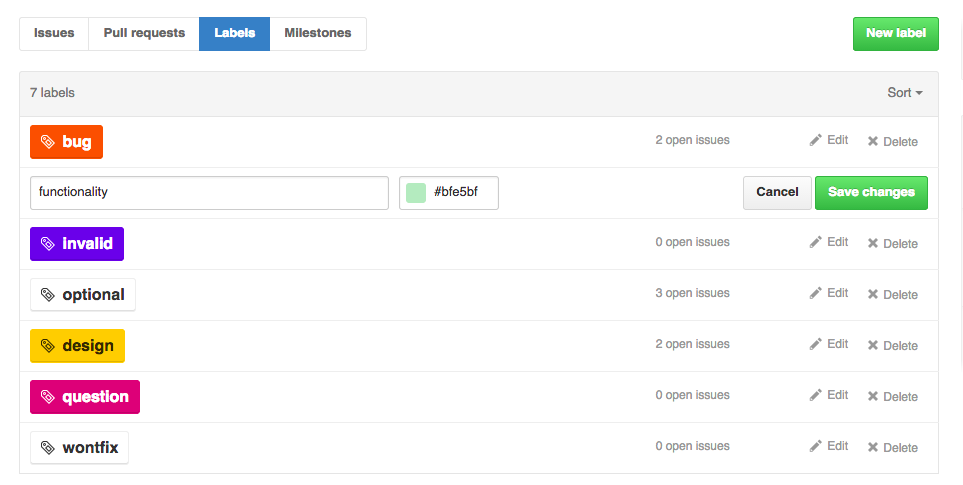 Issues Pull requests Labels Milestones New label
7 labels Sort
bug 2 open issues Edit Delete
functionality #bfe5bf Cancel Save changes
invalid 0 open issues Edit Delete
optional 3 open issues Edit Delete
design 2 open issues Edit Delete
question 0 open issues Edit Delete
wontfix 0 open issues Edit Delete